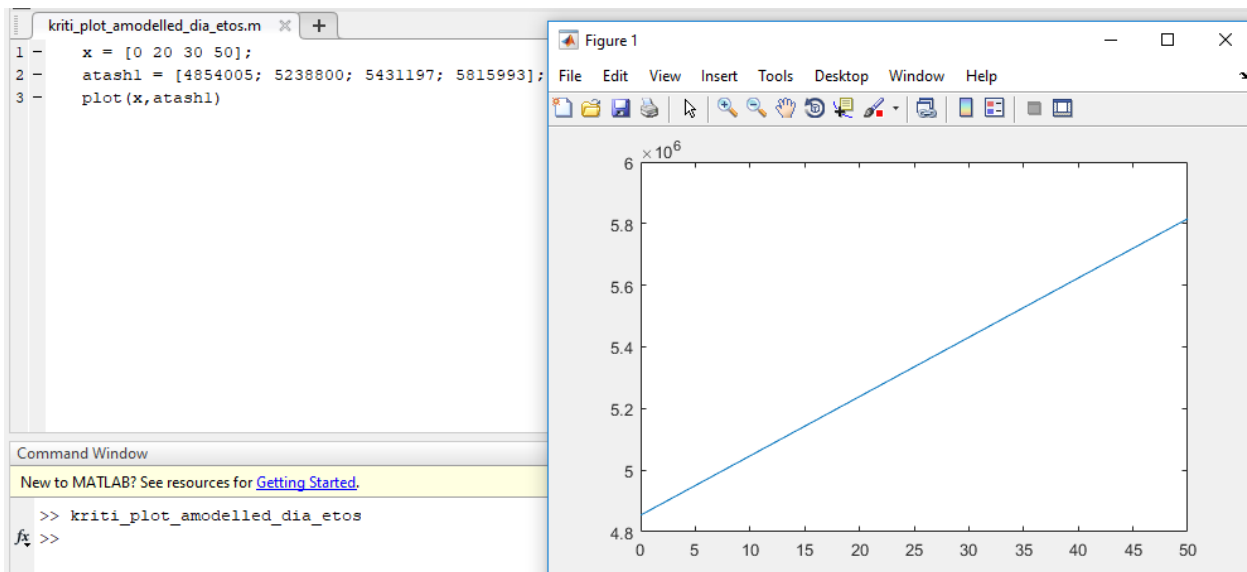 kriti_plot_amodelled_dia_etos.m × +
1 – x = [0 20 30 50];
2 – atash1 = [4854005; 5238800; 5431197; 5815993];
3 – plot(x,atash1)
Command Window
New to MATLAB? See resources for Getting Started.
>> kriti_plot_amodelled_dia_etos
fx >>
Figure 1
File Edit View Insert Tools Desktop Window Help
×10^6
6
5.8
5.6
5.4
5.2
5
4.8
0 5 10 15 20 25 30 35 40 45 50